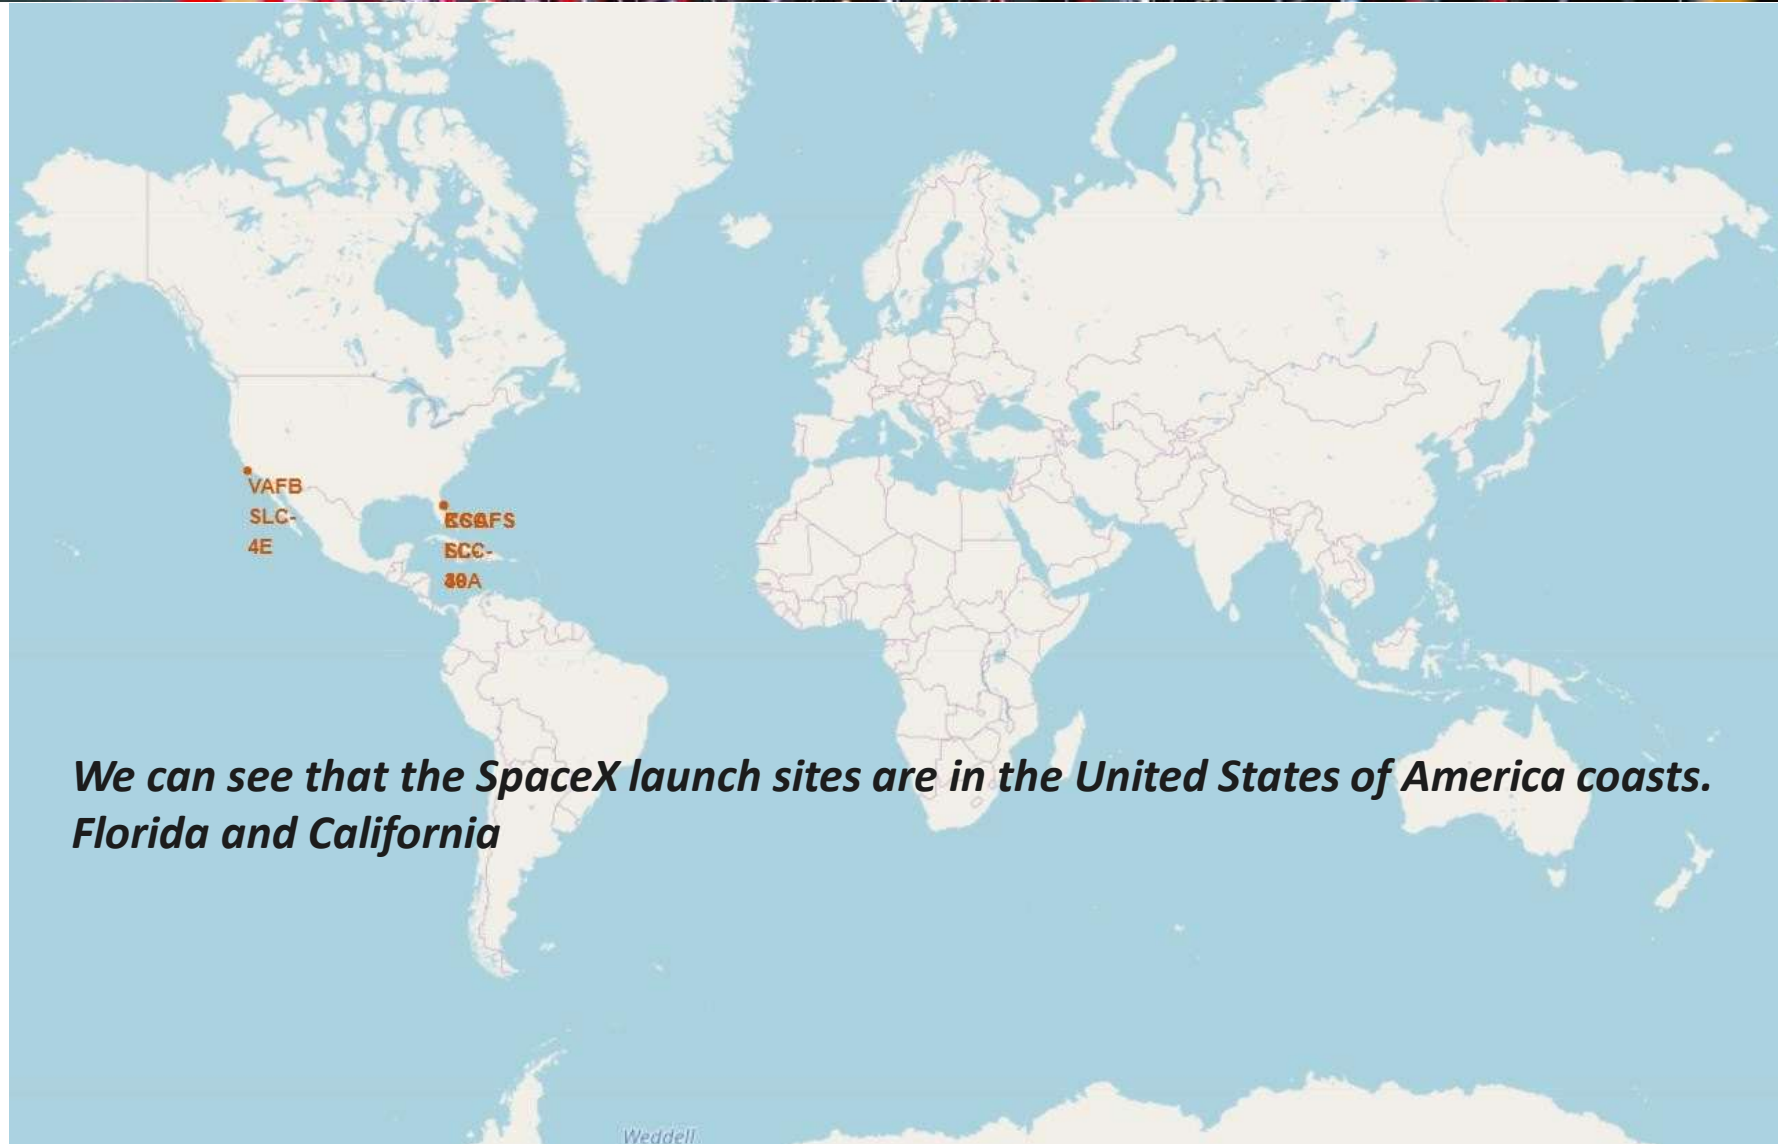 VAFB
SLC-
4E
We can see that the SpaceX launch sites are in the United States of America coasts.
Florida and California
Weddell